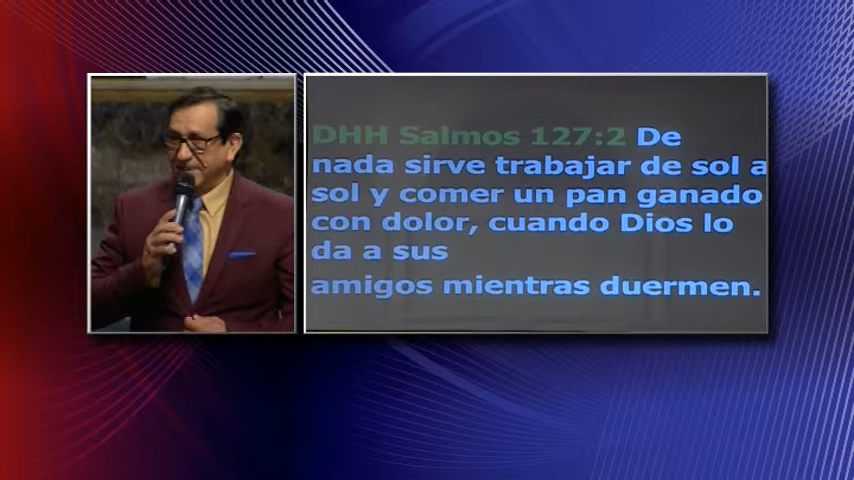 DHH Salmos 127:2 De
nada sirve trabajar de sol a
sol y comer un pan ganado
con dolor, cuando Dios lo
da a sus
amigos mientras duermen.